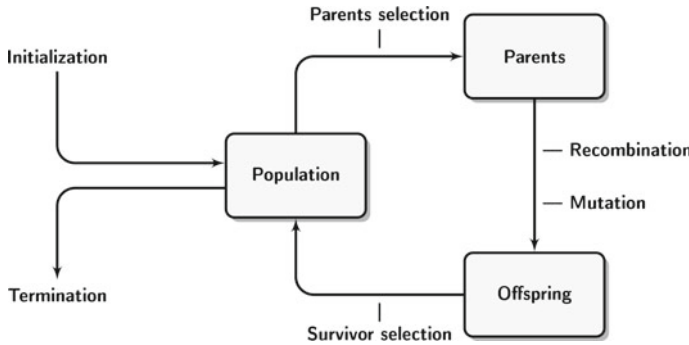 Parents selection
Initialization
Parents
Recombination
Population
Mutation
Termination
Offspring
Survivor selection